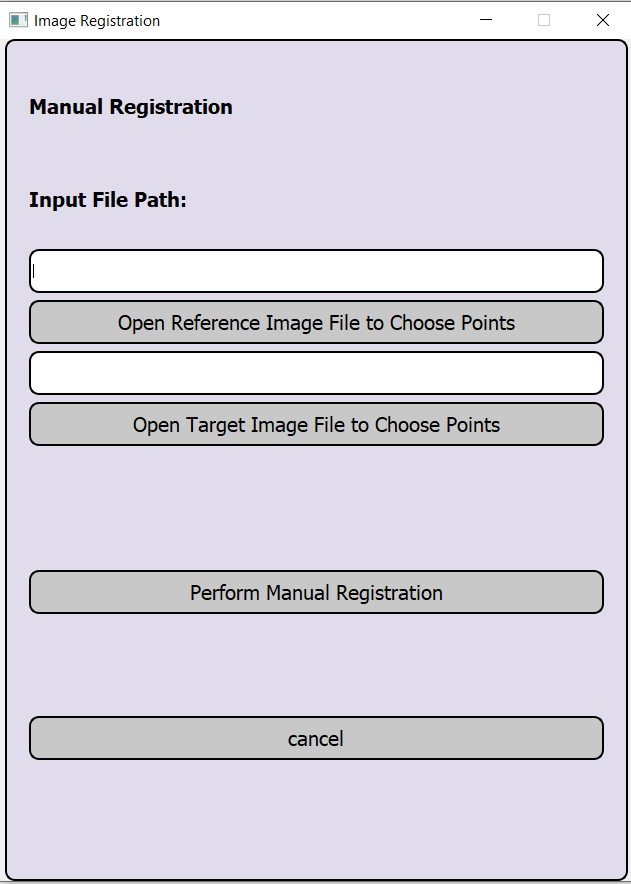 Image Registration
Manual Registration
Input File Path:
Open Reference Image File to Choose Points
Open Target Image File to Choose Points
Perform Manual Registration
cancel